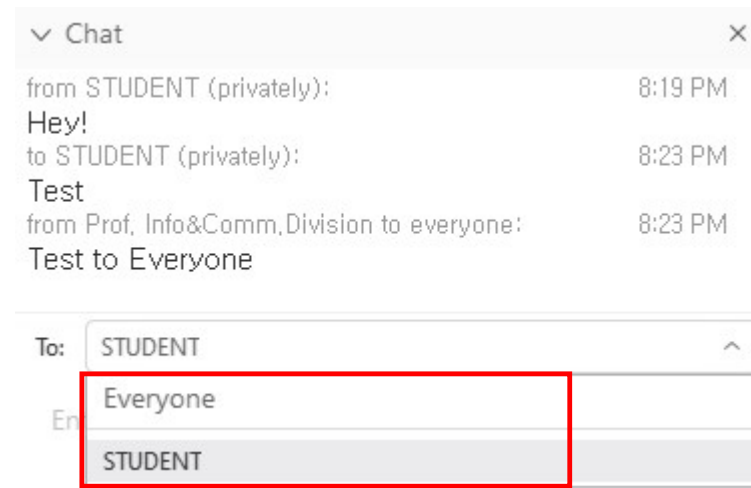 Chat
from STUDENT (privately): 8:19 PM
Hey!
to STUDENT (privately): 8:23 PM
Test
from Prof, Info&Comm,Division to everyone: 8:23 PM
Test to Everyone
To: STUDENT
Everyone
En
STUDENT